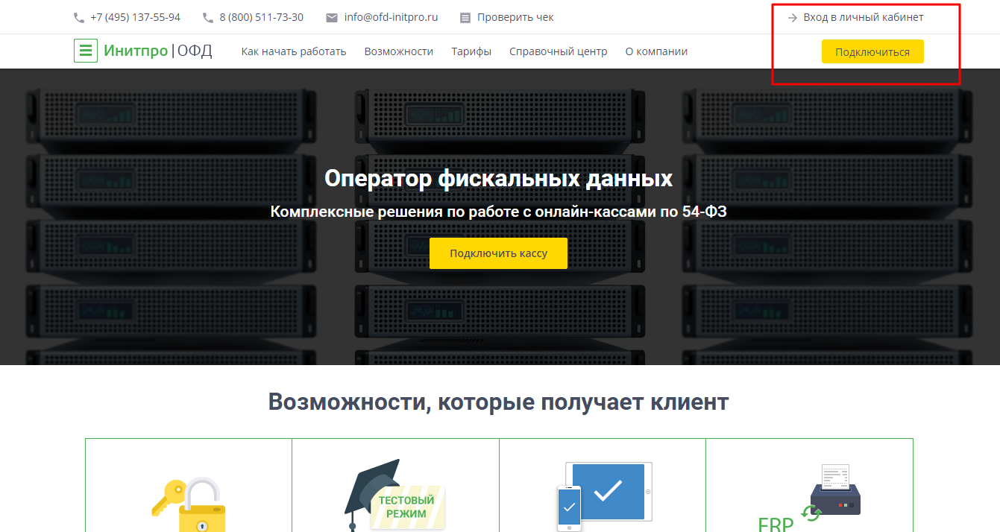 +7 (495) 137-55-94 8 (800) 511-73-30 info@ofd-initpro.ru Проверить чек Вход в личный кабинет
Инитпро|ОФД Как начать работать Возможности Тарифы Справочный центр О компании Подключиться
Оператор фискальных данных
Комплексные решения по работе с онлайн-кассами по 54-ФЗ
Подключить кассу
Возможности, которые получает клиент
ТЕСТОВЫЙ
РЕЖИМ
ERP